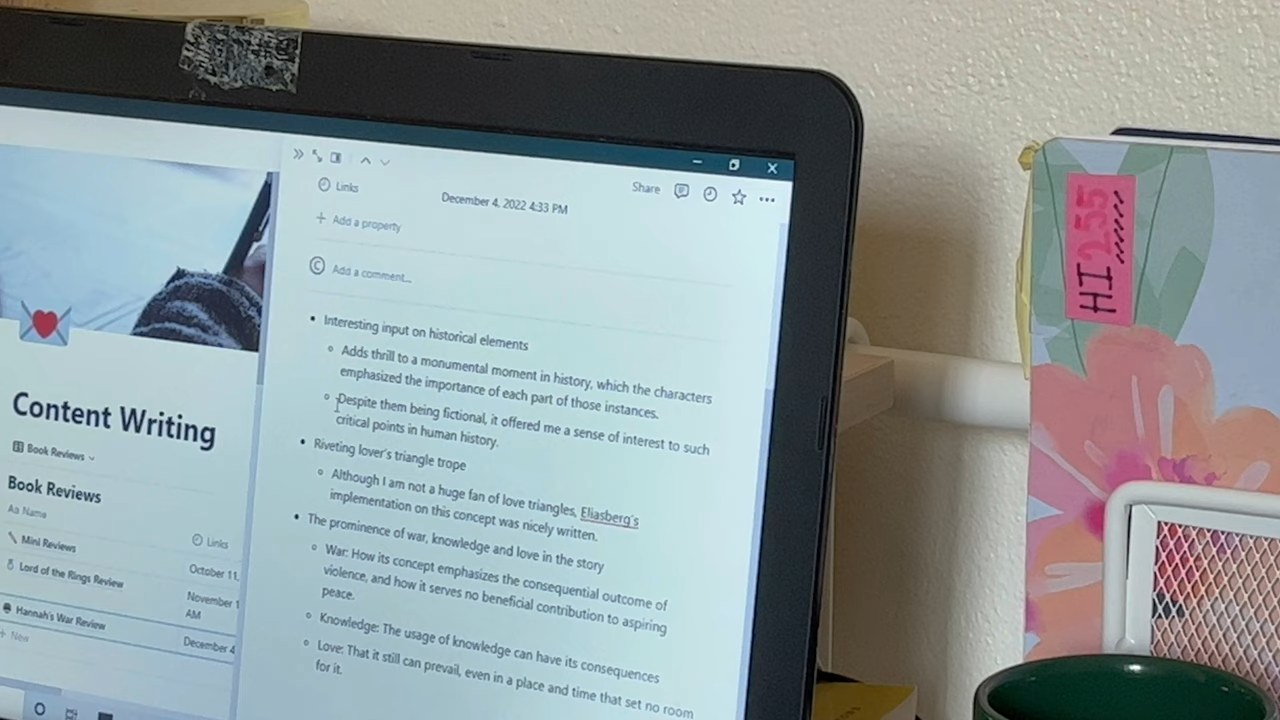 Links
December 4, 2022 4:33 PM
Share
+ Add a property
C
Add a comment...
• Interesting input on historical elements
◦ Adds thrill to a monumental moment in history, which the characters
emphasized the importance of each part of those instances.
◦ Despite them being fictional, it offered me a sense of interest to such
critical points in human history.
• Riveting lover's triangle trope
◦ Although I am not a huge fan of love triangles, Eliasberg's
implementation on this concept was nicely written.
• The prominence of war, knowledge and love in the story
◦ War: How its concept emphasizes the consequential outcome of
violence, and how it serves no beneficial contribution to aspiring
peace.
◦ Knowledge: The usage of knowledge can have its consequences
◦ Love: That it still can prevail, even in a place and time that set no room
for it.
Content Writing
Book Reviews
Book Reviews
Aa Name
Links
Mini Reviews
October 11,
Lord of the Rings Review
November 1
AM
Hannah's War Review
December 4
+ New
HI 255